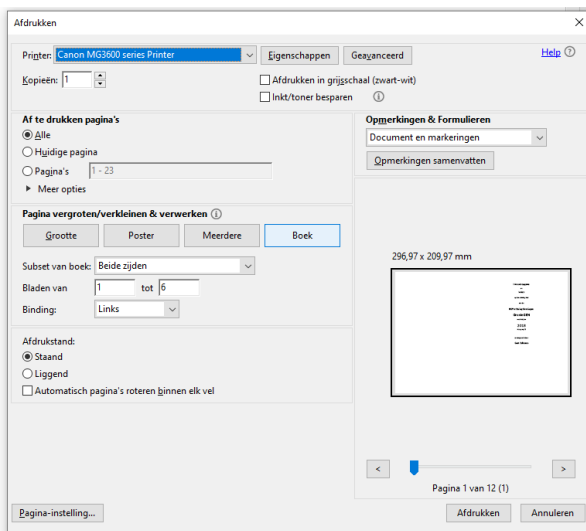 Afdrukken
Printer: Canon MG3600 series Printer Eigenschappen Geavanceerd Help
Kopieën: 1 Afdrukken in grijsschaal (zwart-wit)
Inkt/toner besparen
Af te drukken pagina's
Alle
Huidige pagina
Pagina's 1 - 23
Meer opties
Opmerkingen & Formulieren
Document en markeringen
Opmerkingen samenvatten
Pagina vergroten/verkleinen & verwerken
Grootte Poster Meerdere Boek
Subset van boek: Beide zijden
Bladen van 1 tot 6
Binding: Links
Afdrukstand:
Staand
Liggend
Automatisch pagina's roteren binnen elk vel
296,97 x 209,97 mm
< >
Pagina 1 van 12 (1)
Pagina-instelling... Afdrukken Annuleren